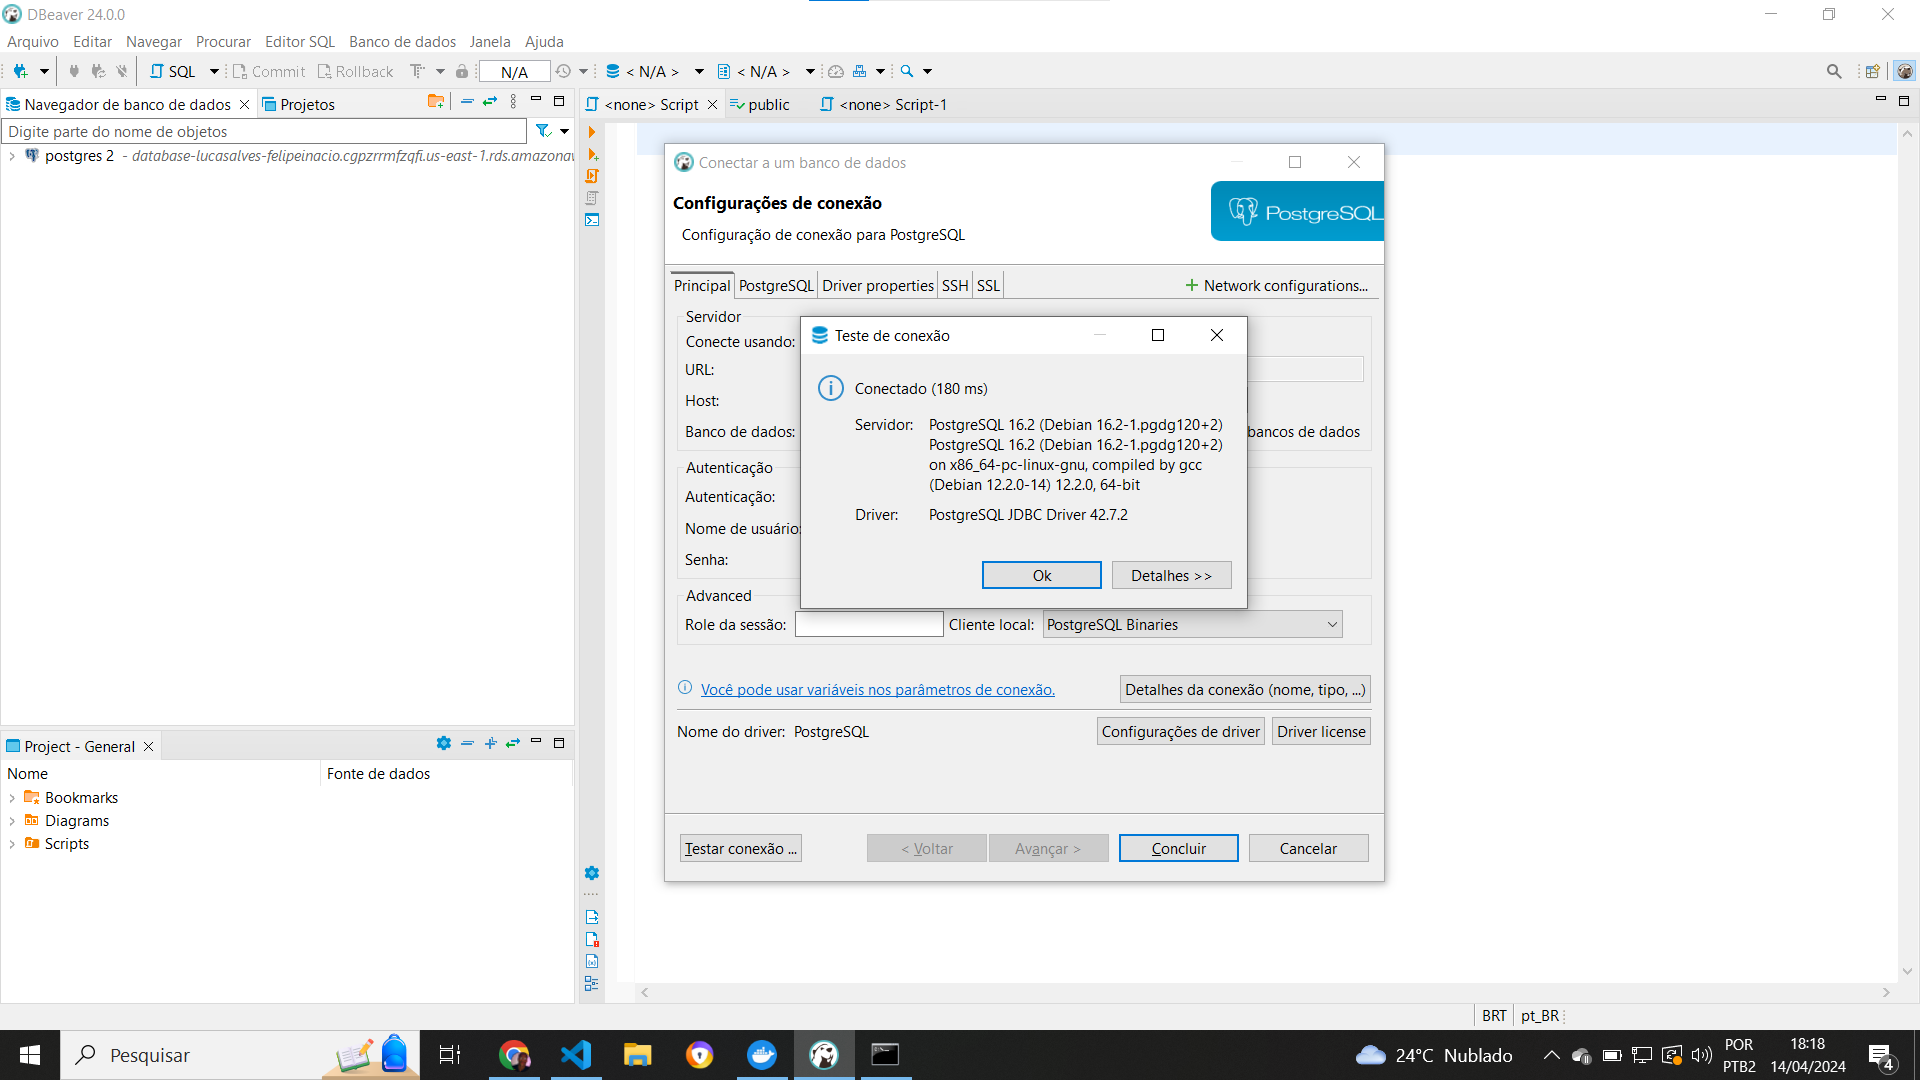 DBeaver 24.0.0
Arquivo Editar Navegar Procurar Editor SQL Banco de dados Janela Ajuda
SQL Commit Rollback N/A < N/A > < N/A >
Navegador de banco de dados Projetos
<none> Script public <none> Script-1
Digite parte do nome de objetos
postgres 2 - database-lucasalves-felipeinacio.cgpzrrmfzqfi.us-east-1.rds.amazonaw
Conectar a um banco de dados
Configurações de conexão
Configuração de conexão para PostgreSQL
PostgreSQL
Principal PostgreSQL Driver properties SSH SSL Network configurations...
Servidor
Conecte usando:
URL:
Host:
Banco de dados: bancos de dados
Autenticação
Autenticação:
Nome de usuário:
Senha:
Teste de conexão
Conectado (180 ms)
Servidor: PostgreSQL 16.2 (Debian 16.2-1.pgdg120+2)
PostgreSQL 16.2 (Debian 16.2-1.pgdg120+2)
on x86_64-pc-linux-gnu, compiled by gcc
(Debian 12.2.0-14) 12.2.0, 64-bit
Driver: PostgreSQL JDBC Driver 42.7.2
Ok Detalhes >>
Advanced
Role da sessão: Cliente local: PostgreSQL Binaries
Você pode usar variáveis nos parâmetros de conexão. Detalhes da conexão (nome, tipo, ...)
Nome do driver: PostgreSQL Configurações de driver Driver license
Testar conexão ... < Voltar Avançar > Concluir Cancelar
Project - General
Nome Fonte de dados
Bookmarks
Diagrams
Scripts
BRT pt_BR
Pesquisar
24°C Nublado
POR
PTB2
18:18
14/04/2024
4